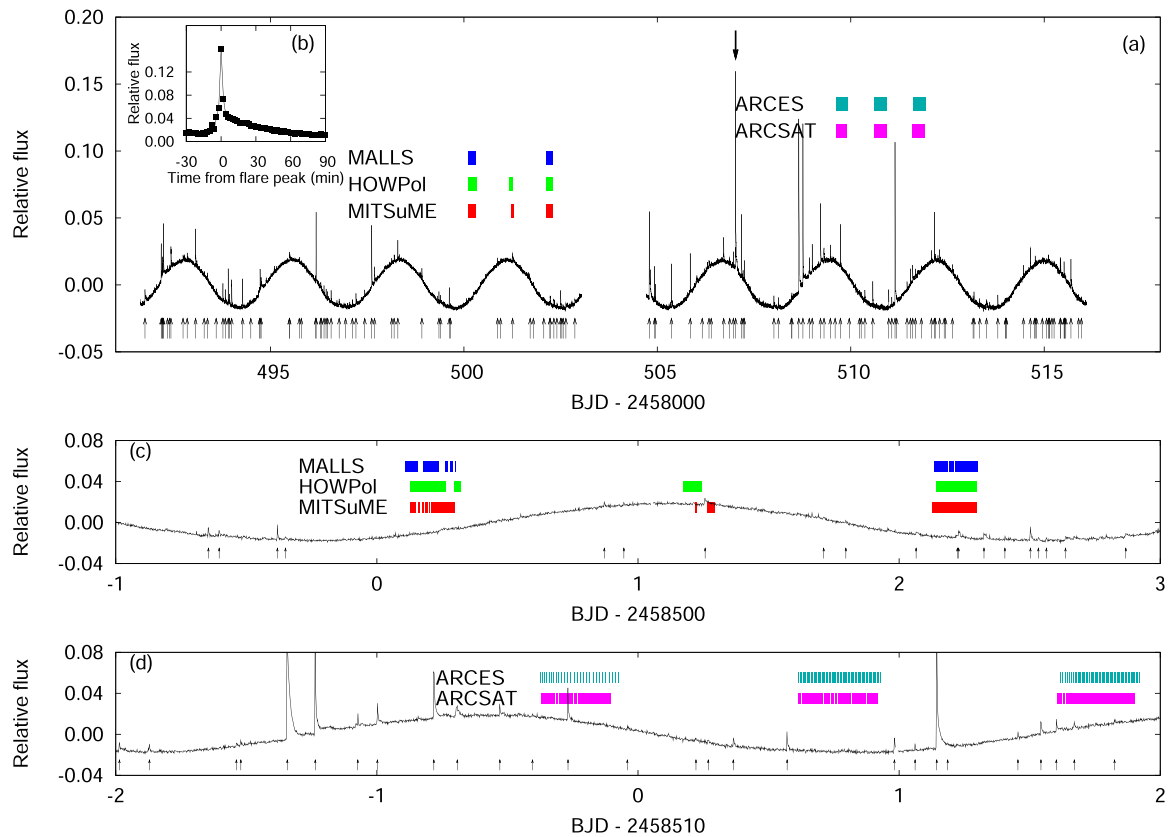 0.20
0.15
0.10
0.05
0.00
-0.05
Relative flux
(a)
(b)
0.12
0.08
0.04
0.00
Relative flux
-30 0 30 60 90
Time from flare peak (min)
MALLS
HOWPol
MITSuME
ARCES
ARCSAT
495 500 505 510 515
BJD - 2458000
(c)
0.08
0.04
0.00
-0.04
Relative flux
MALLS
HOWPol
MITSuME
-1 0 1 2 3
BJD - 2458500
(d)
0.08
0.04
0.00
-0.04
Relative flux
ARCES
ARCSAT
-2 -1 0 1 2
BJD - 2458510